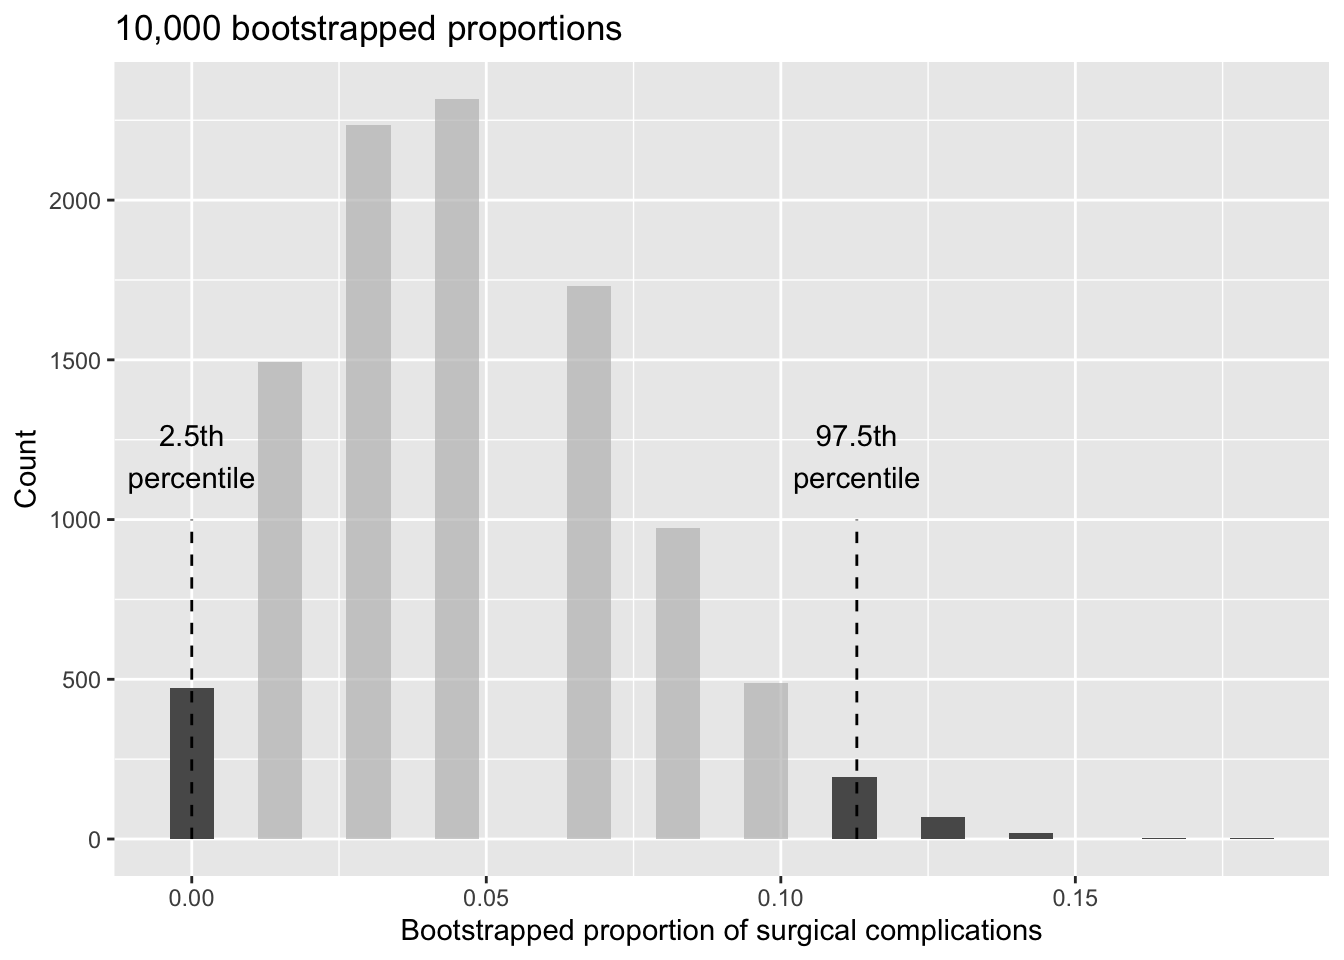 10,000 bootstrapped proportions
2000
1500
1000
500
0
Count
2.5th
percentile
97.5th
percentile
0.00
0.05
0.10
0.15
Bootstrapped proportion of surgical complications